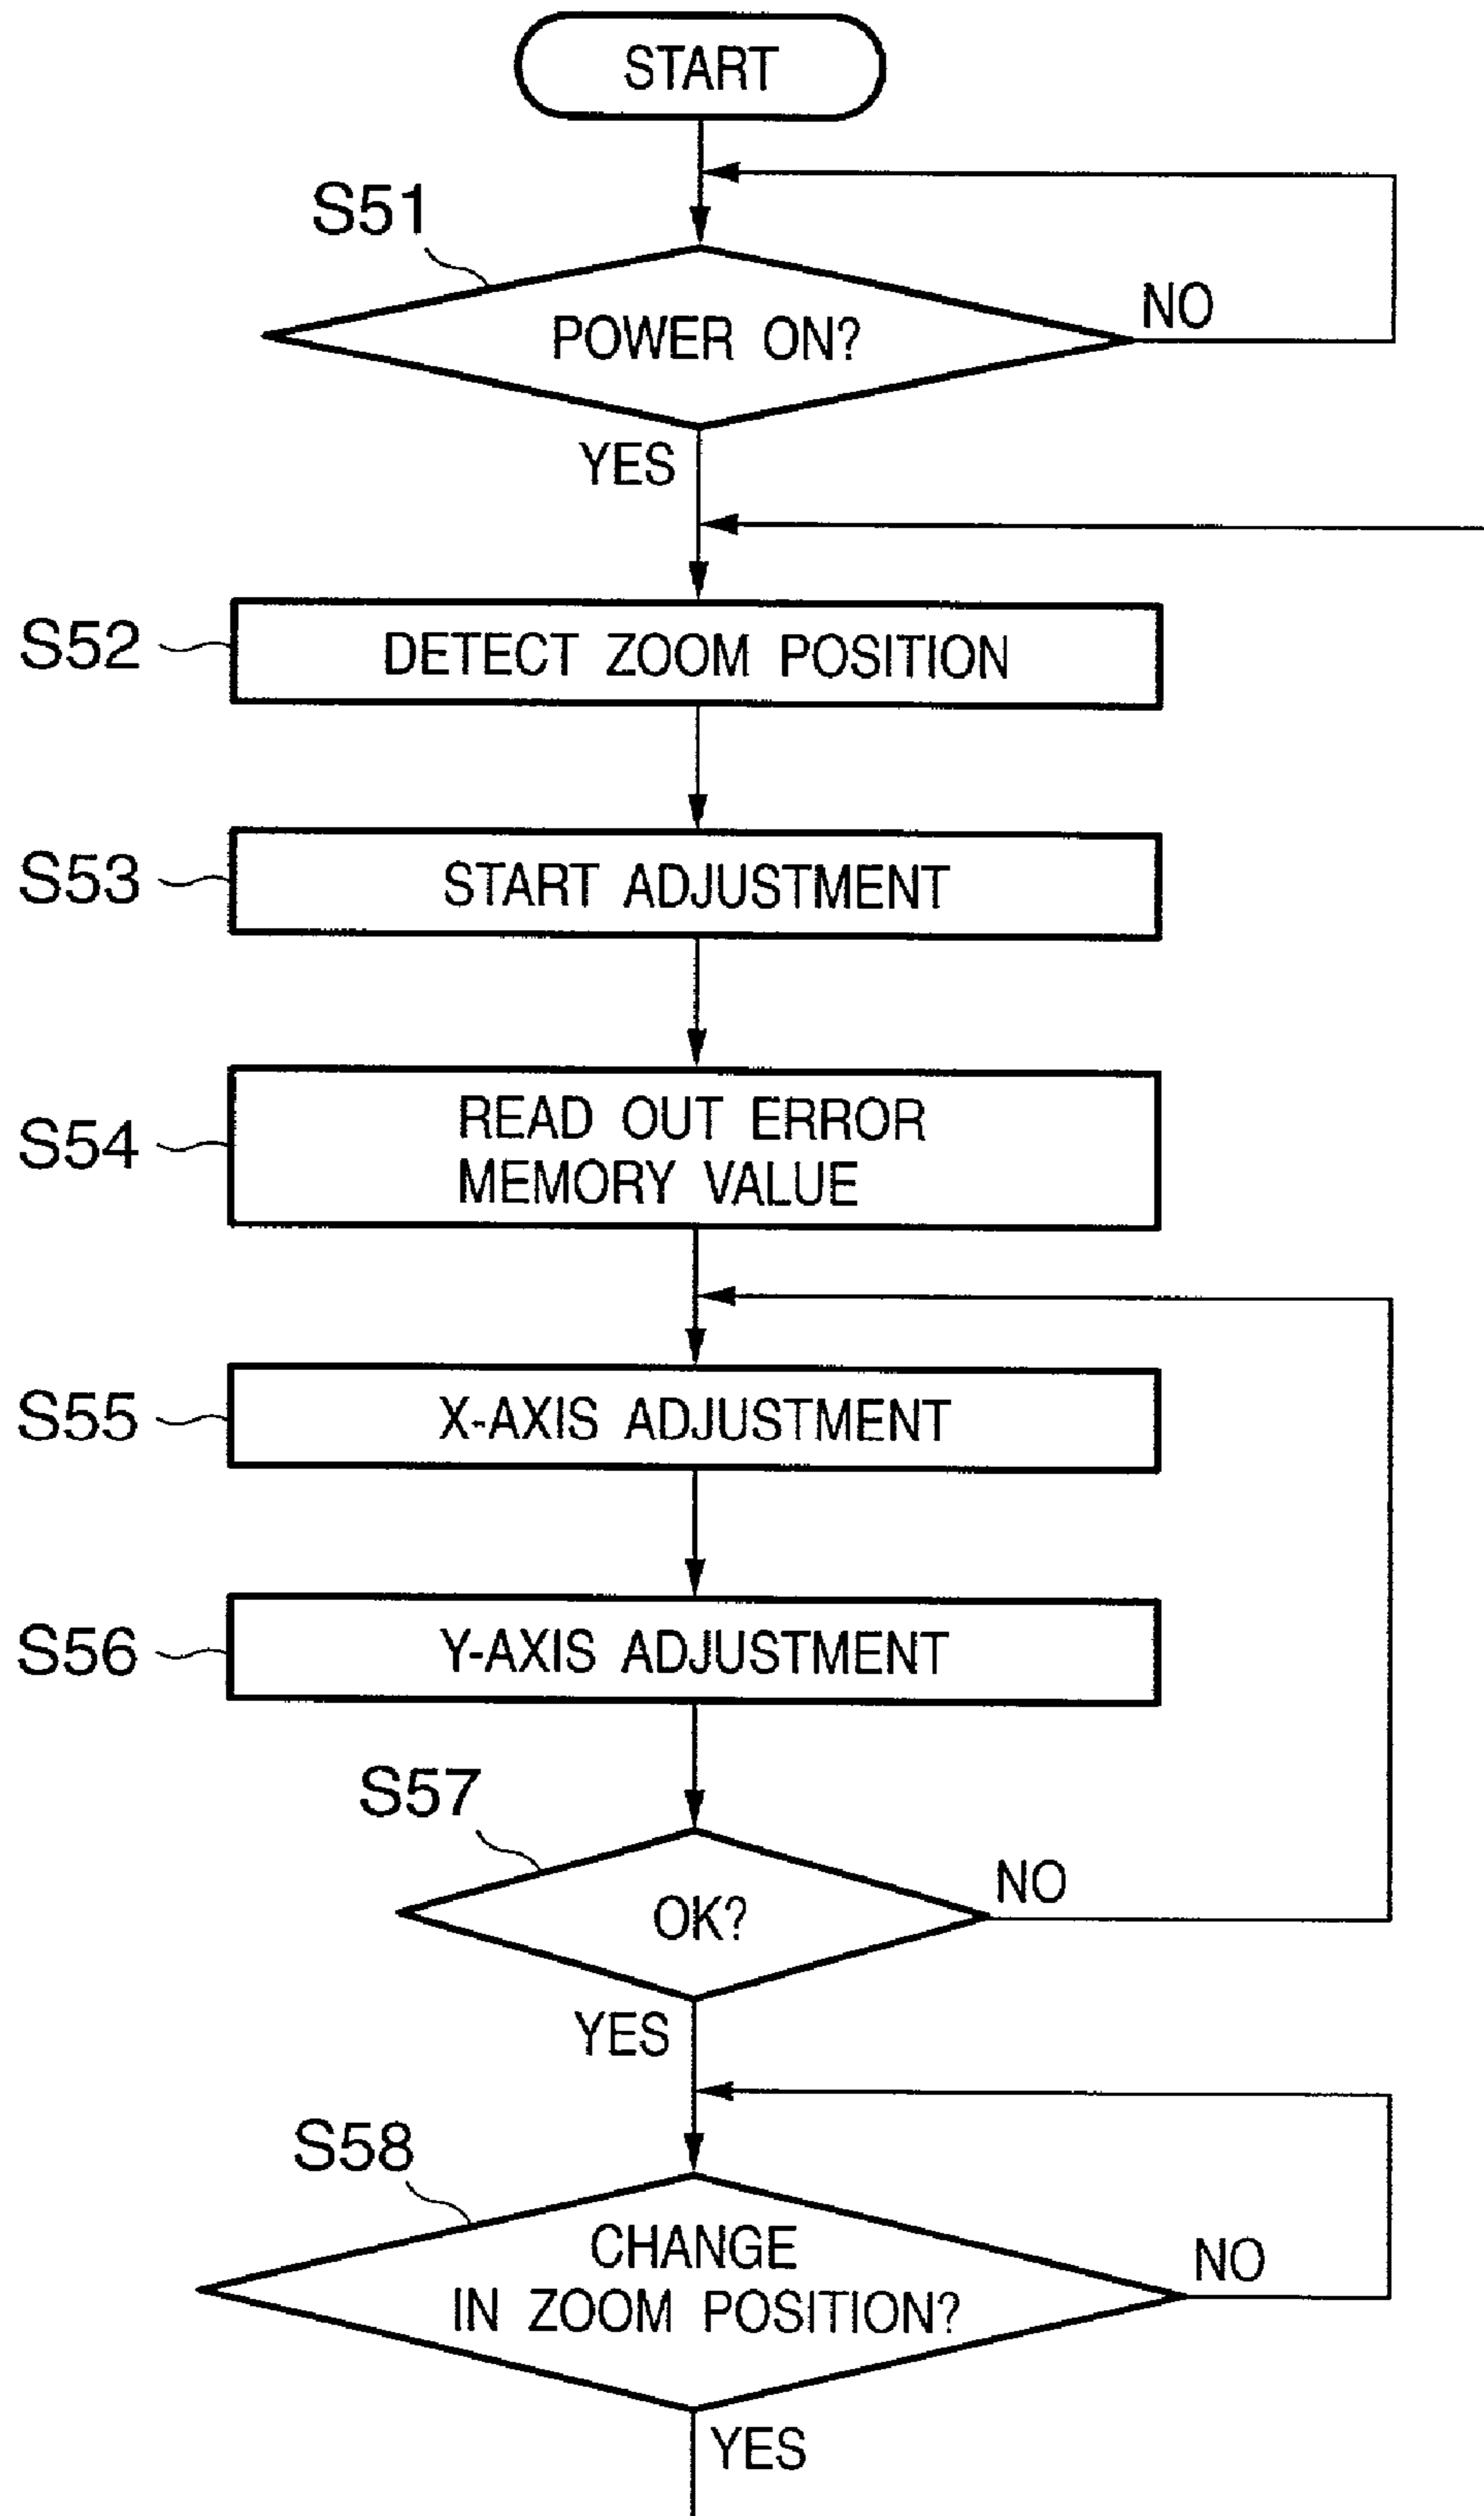 START
S51
POWER ON?
NO
YES
S52
DETECT ZOOM POSITION
S53
START ADJUSTMENT
S54
READ OUT ERROR
MEMORY VALUE
S55
X-AXIS ADJUSTMENT
S56
Y-AXIS ADJUSTMENT
S57
OK?
NO
YES
S58
CHANGE
IN ZOOM POSITION?
NO
YES